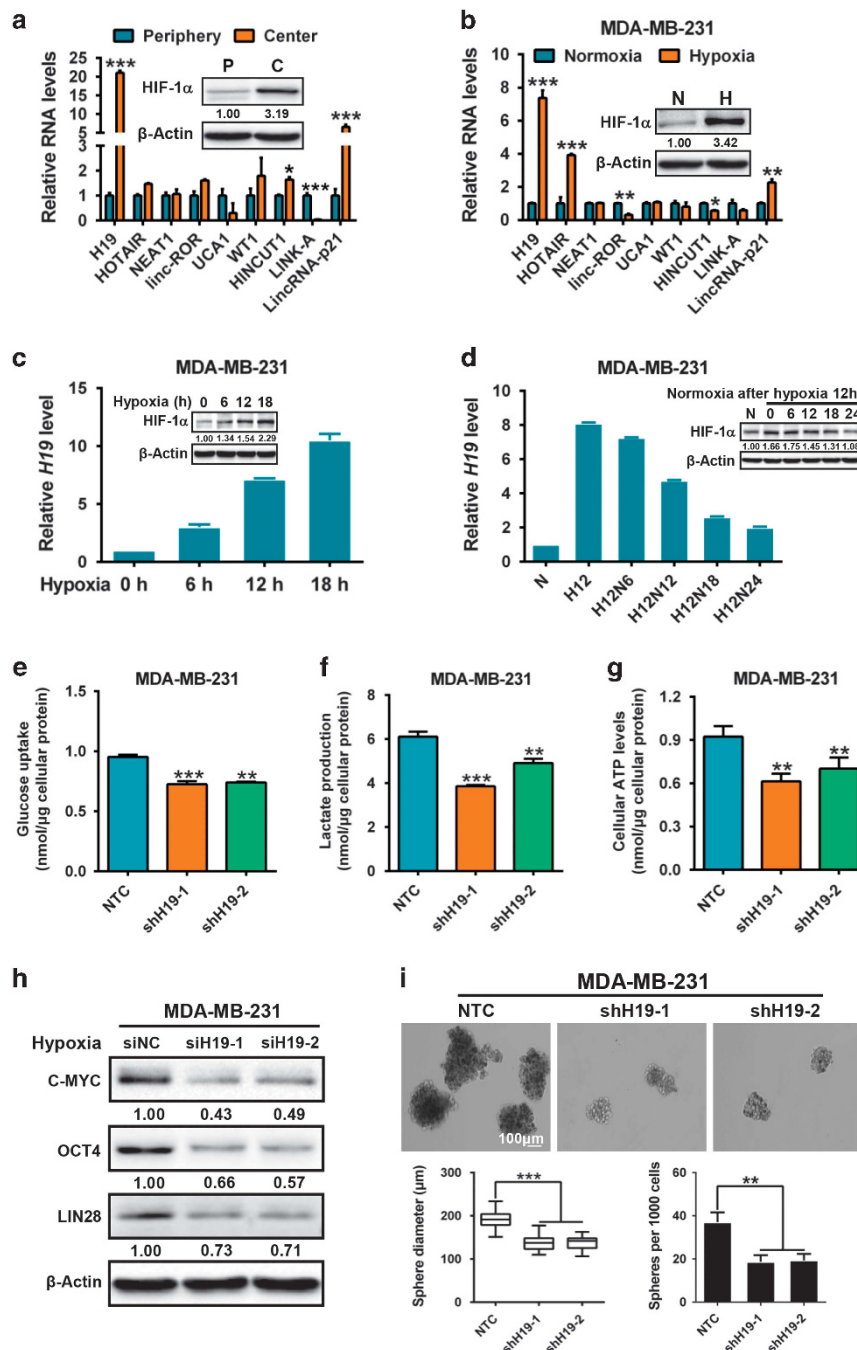 a
Periphery Center
Relative RNA levels
25
20
15
10
5
2
1
0
***
P C
HIF-1α
1.00 3.19
β-Actin
* *** ***
H19
HOTAIR
NEAT1
linc-ROR
UCA1
WT1
HINCUT1
LINK-A
LincRNA-p21
b
MDA-MB-231
Normoxia Hypoxia
Relative RNA levels
10
8
6
4
2
0
***
***
N H
HIF-1α
1.00 3.42
β-Actin
** * **
H19
HOTAIR
NEAT1
linc-ROR
UCA1
WT1
HINCUT1
LINK-A
LincRNA-p21
c
MDA-MB-231
Relative H19 level
15
10
5
0
Hypoxia (h) 0 6 12 18
HIF-1α
1.00 1.34 1.54 2.29
β-Actin
Hypoxia 0 h 6 h 12 h 18 h
d
MDA-MB-231
Relative H19 level
10
8
6
4
2
0
Normoxia after hypoxia 12h
N 0 6 12 18 24
HIF-1α
1.00 1.66 1.75 1.45 1.31 1.08
β-Actin
N
H12
H12N6
H12N12
H12N18
H12N24
e
MDA-MB-231
Glucose uptake
(nmol/μg cellular protein)
1.5
1.0
0.5
0.0
*** **
NTC
shH19-1
shH19-2
f
MDA-MB-231
Lactate production
(nmol/μg cellular protein)
8
6
4
2
0
*** **
NTC
shH19-1
shH19-2
g
MDA-MB-231
Cellular ATP levels
(nmol/μg cellular protein)
1.2
0.9
0.6
0.3
0.0
** **
NTC
shH19-1
shH19-2
h
MDA-MB-231
Hypoxia siNC siH19-1 siH19-2
C-MYC
1.00 0.43 0.49
OCT4
1.00 0.66 0.57
LIN28
1.00 0.73 0.71
β-Actin
i
MDA-MB-231
NTC shH19-1 shH19-2
100μm
Sphere diameter (μm)
300
200
100
0
***
NTC
shH19-1
shH19-2
Spheres per 1000 cells
60
40
20
0
**
NTC
shH19-1
shH19-2